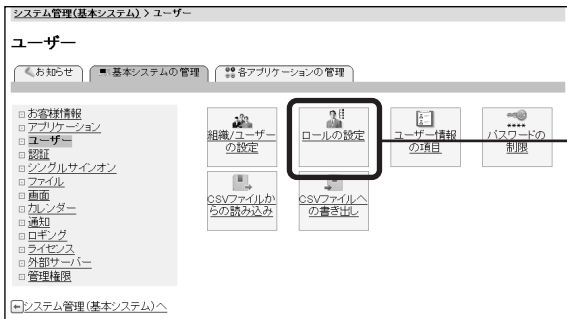 システム管理(基本システム) > ユーザー
ユーザー
お知らせ
基本システムの管理
各アプリケーションの管理
お客様情報
アプリケーション
ユーザー
認証
シングルサインオン
ファイル
画面
カレンダー
通知
ロギング
ライセンス
外部サーバー
管理権限
組織/ユーザー
の設定
ロールの設定
ユーザー情報
の項目
パスワードの
制限
CSVファイルか
らの読み込み
CSVファイルへ
の書き出し
システム管理(基本システム)へ